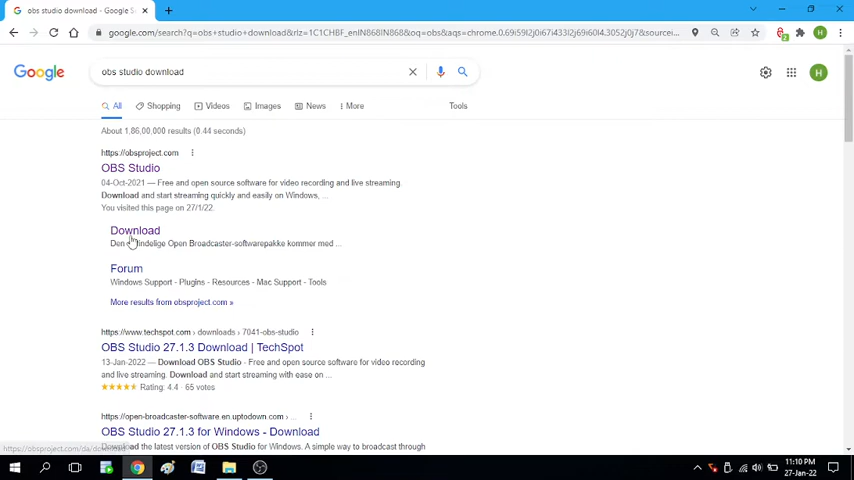 obs studio download - Google S
google.com/search?q=obs+studio+download&rlz=1C1CHBF_enIN868IN868&oq=obs&aqs=chrome.0.69i59l2j0i67i433l2j69i60l4.3052j0j7&sourcei...
H
Google
obs studio download
H
All
Shopping
Videos
Images
News
More
Tools
About 1,86,00,000 results (0.44 seconds)
https://obsproject.com
OBS Studio
04-Oct-2021 — Free and open source software for video recording and live streaming.
Download and start streaming quickly and easily on Windows, ...
You visited this page on 27/1/22.
Download
Den indelige Open Broadcaster-softwarepakke kommer med ...
Forum
Windows Support - Plugins - Resources - Mac Support - Tools
More results from obsproject.com »
https://www.techspot.com › downloads › 7041-obs-studio
OBS Studio 27.1.3 Download | TechSpot
13-Jan-2022 — Download OBS Studio - Free and open source software for video recording
and live streaming. Download and start streaming with ease on ...
Rating: 4.4 · 65 votes
https://open-broadcaster-software.en.uptodown.com › ...
OBS Studio 27.1.3 for Windows - Download
Download the latest version of OBS Studio for Windows. A simple way to broadcast through
https://obsproject.com/da/download
11:10 PM
27-Jan-22